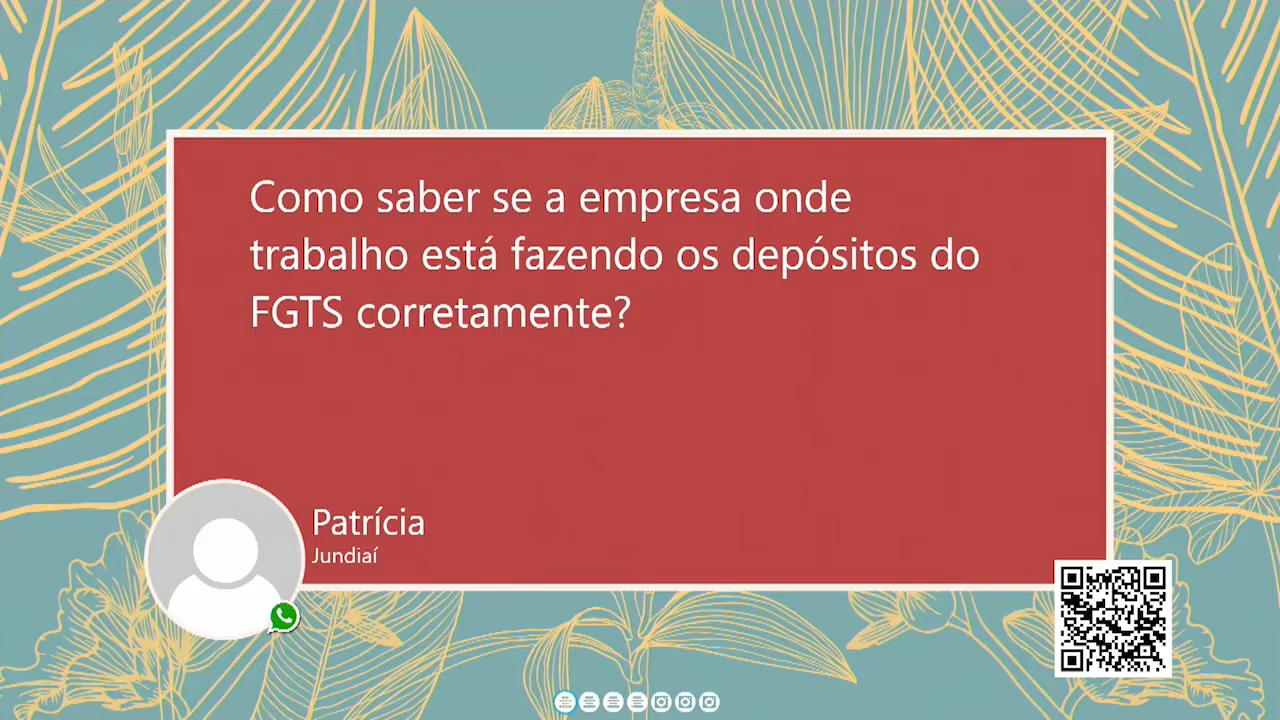 Como saber se a empresa onde
trabalho está fazendo os depósitos do
FGTS corretamente?
Patrícia
Jundiaí